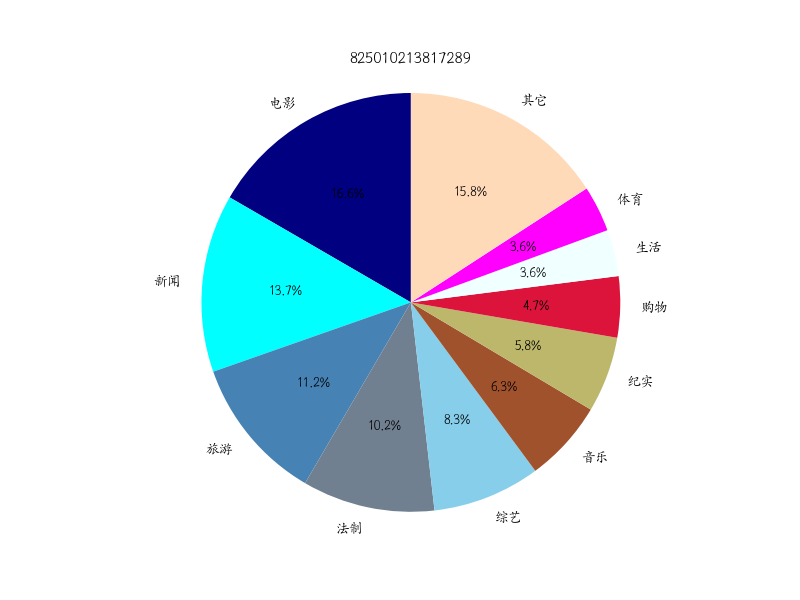 825010213817289
电影
16.6%
其它
15.8%
体育
3.6%
生活
3.6%
新闻
13.7%
购物
4.7%
纪实
5.8%
旅游
11.2%
音乐
6.3%
法制
10.2%
综艺
8.3%